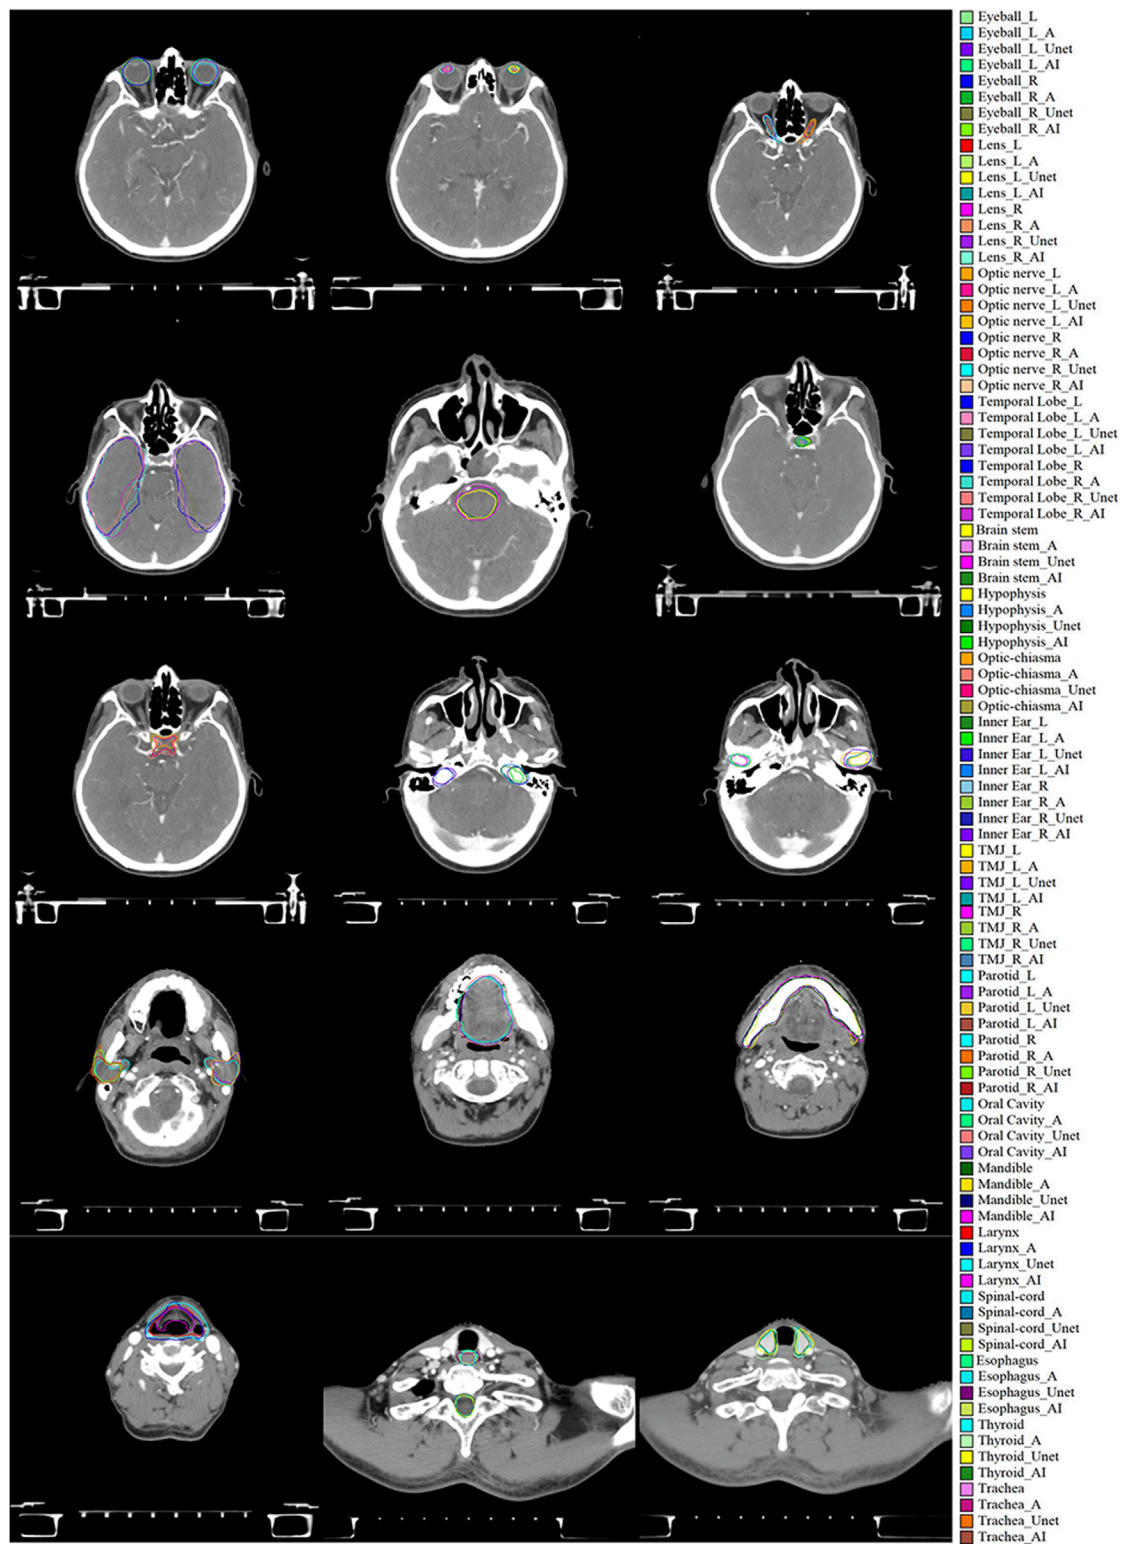 Eyeball_L
Eyeball_L_A
Eyeball_L_Unet
Eyeball_L_AI
Eyeball_R
Eyeball_R_A
Eyeball_R_Unet
Eyeball_R_AI
Lens_L
Lens_L_A
Lens_L_Unet
Lens_L_AI
Lens_R
Lens_R_A
Lens_R_Unet
Lens_R_AI
Optic nerve_L
Optic nerve_L_A
Optic nerve_L_Unet
Optic nerve_L_AI
Optic nerve_R
Optic nerve_R_A
Optic nerve_R_Unet
Optic nerve_R_AI
Temporal Lobe_L
Temporal Lobe_L_A
Temporal Lobe_L_Unet
Temporal Lobe_L_AI
Temporal Lobe_R
Temporal Lobe_R_A
Temporal Lobe_R_Unet
Temporal Lobe_R_AI
Brain stem
Brain stem_A
Brain stem_Unet
Brain stem_AI
Hypophysis
Hypophysis_A
Hypophysis_Unet
Hypophysis_AI
Optic-chiasma
Optic-chiasma_A
Optic-chiasma_Unet
Optic-chiasma_AI
Inner Ear_L
Inner Ear_L_A
Inner Ear_L_Unet
Inner Ear_L_AI
Inner Ear_R
Inner Ear_R_A
Inner Ear_R_Unet
Inner Ear_R_AI
TMJ_L
TMJ_L_A
TMJ_L_Unet
TMJ_L_AI
TMJ_R
TMJ_R_A
TMJ_R_Unet
TMJ_R_AI
Parotid_L
Parotid_L_A
Parotid_L_Unet
Parotid_L_AI
Parotid_R
Parotid_R_A
Parotid_R_Unet
Parotid_R_AI
Oral Cavity
Oral Cavity_A
Oral Cavity_Unet
Oral Cavity_AI
Mandible
Mandible_A
Mandible_Unet
Mandible_AI
Larynx
Larynx_A
Larynx_Unet
Larynx_AI
Spinal-cord
Spinal-cord_A
Spinal-cord_Unet
Spinal-cord_AI
Esophagus
Esophagus_A
Esophagus_Unet
Esophagus_AI
Thyroid
Thyroid_A
Thyroid_Unet
Thyroid_AI
Trachea
Trachea_A
Trachea_Unet
Trachea_AI